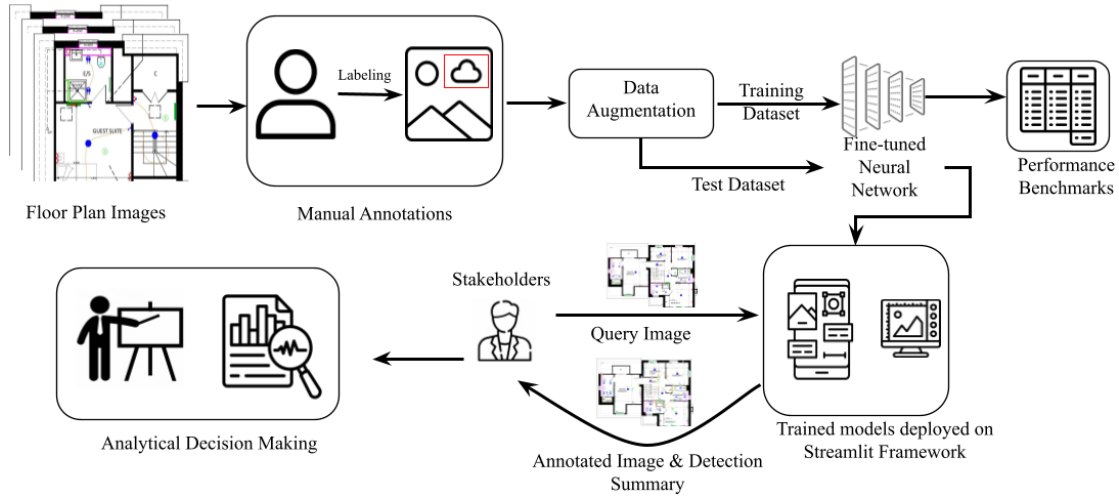 E/S
C
GUEST SUITE
Floor Plan Images
Labeling
Manual Annotations
Data
Augmentation
Training
Dataset
Test Dataset
Fine-tuned
Neural
Network
Performance
Benchmarks
Analytical Decision Making
Stakeholders
Query Image
Annotated Image & Detection
Summary
Trained models deployed on
Streamlit Framework